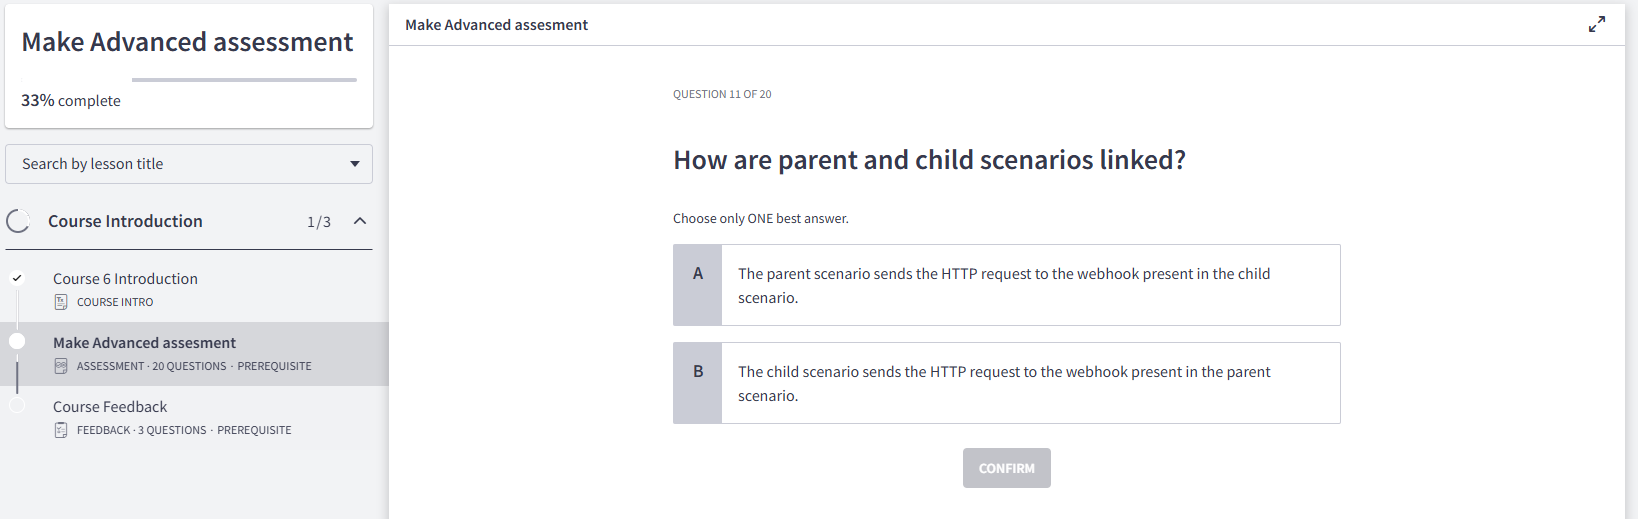 Make Advanced assessment
33% complete
Search by lesson title
Course Introduction 1/3
Course 6 Introduction
COURSE INTRO
Make Advanced assesment
ASSESSMENT · 20 QUESTIONS · PREREQUISITE
Course Feedback
FEEDBACK · 3 QUESTIONS · PREREQUISITE
Make Advanced assesment
QUESTION 11 OF 20
How are parent and child scenarios linked?
Choose only ONE best answer.
A The parent scenario sends the HTTP request to the webhook present in the child
scenario.
B The child scenario sends the HTTP request to the webhook present in the parent
scenario.
CONFIRM